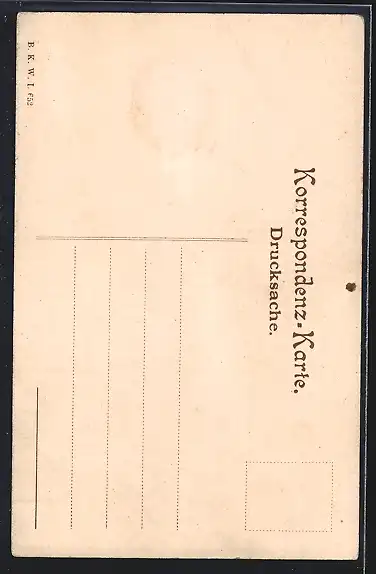 Korrespondenz-Karte.
Drucksache.
B. K. W. I. 652